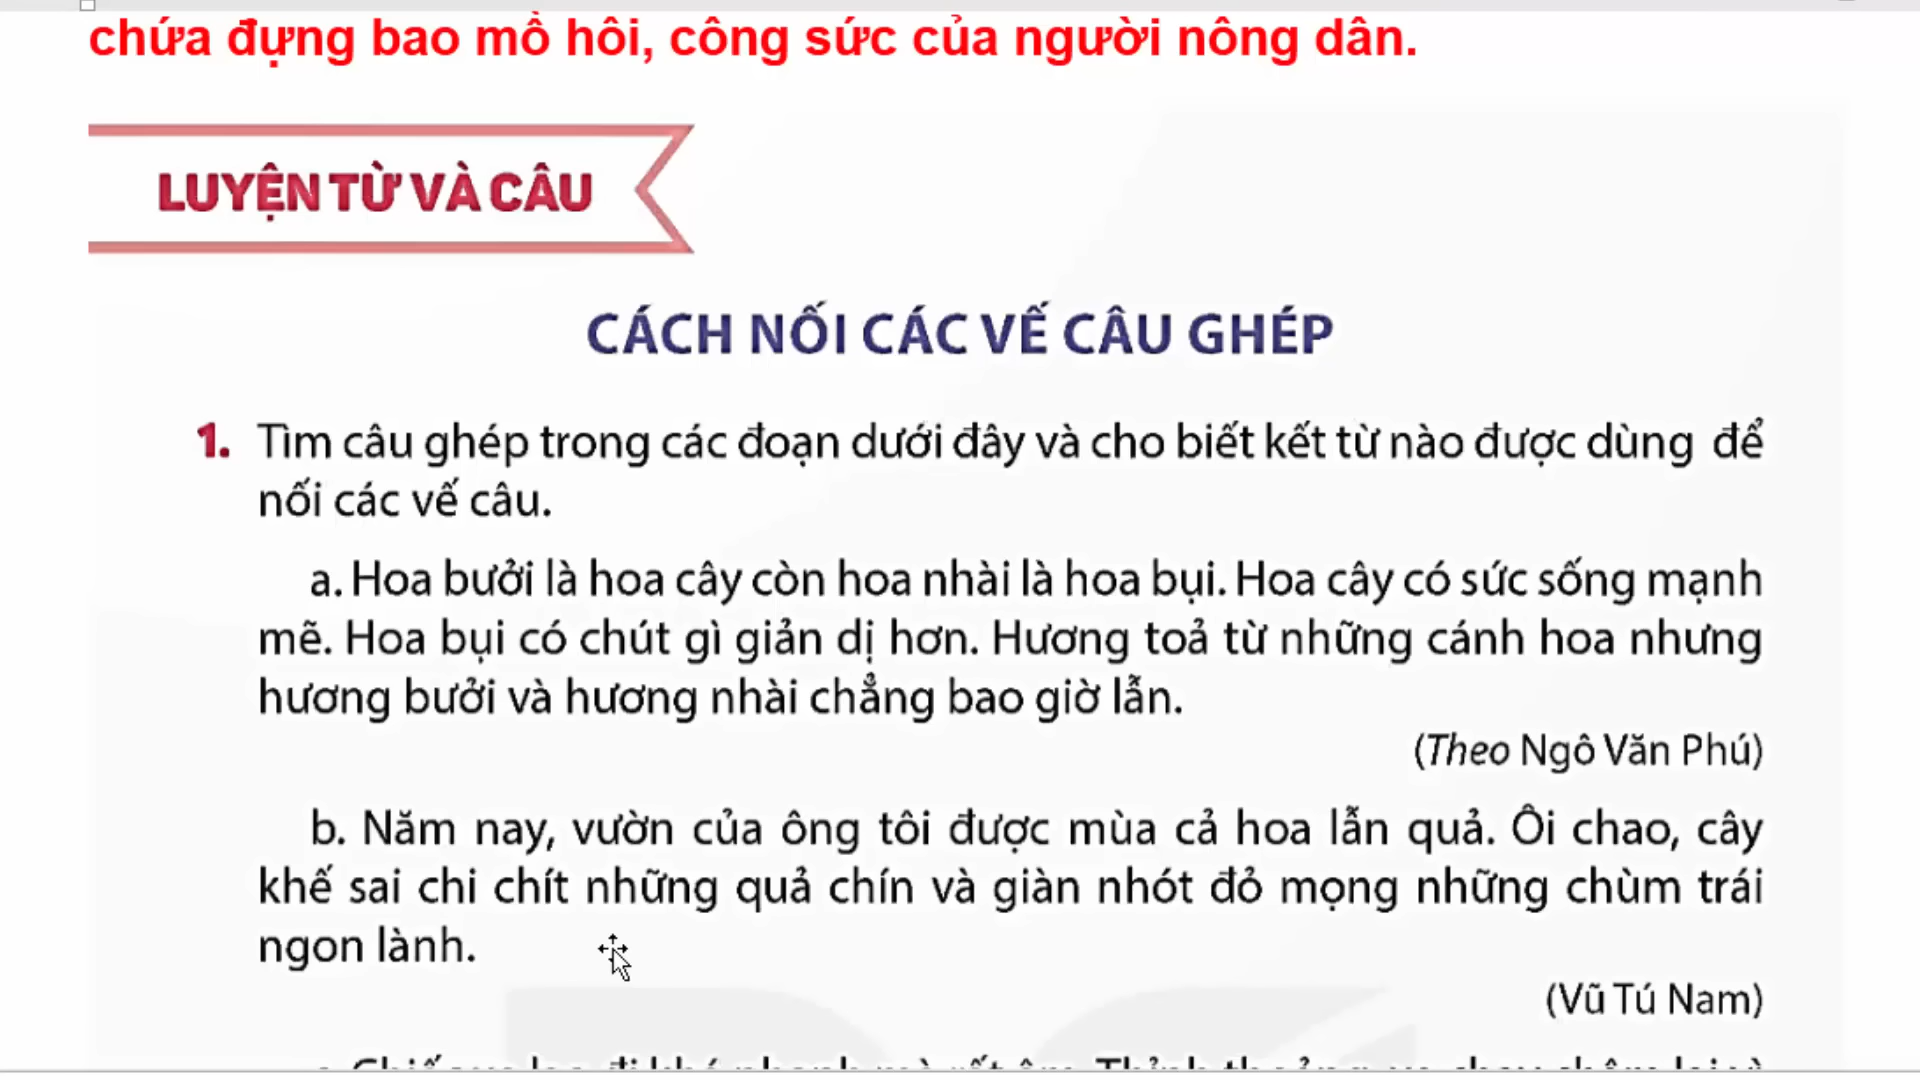 chứa đựng bao mồ hôi, công sức của người nông dân.
LUYỆN TỪ VÀ CÂU
CÁCH NỐI CÁC VẾ CÂU GHÉP
1. Tìm câu ghép trong các đoạn dưới đây và cho biết kết từ nào được dùng để
nối các vế câu.
a. Hoa bưởi là hoa cây còn hoa nhài là hoa bụi. Hoa cây có sức sống mạnh
mẽ. Hoa bụi có chút gì giản dị hơn. Hương toả từ những cánh hoa nhưng
hương bưởi và hương nhài chẳng bao giờ lẫn.
(Theo Ngô Văn Phú)
b. Năm nay, vườn của ông tôi được mùa cả hoa lẫn quả. Ôi chao, cây
khế sai chi chít những quả chín và giàn nhót đỏ mọng những chùm trái
ngon lành.
(Vũ Tú Nam)